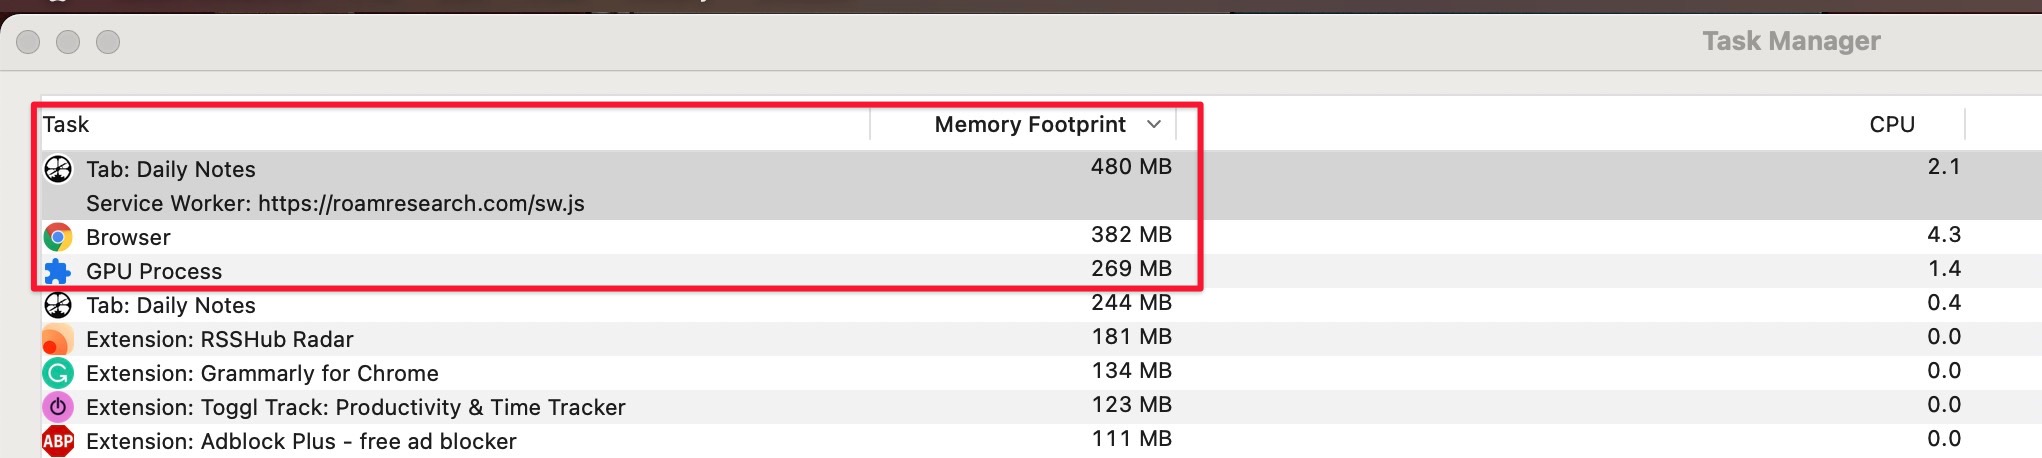 Task Manager
Task Memory Footprint CPU
Tab: Daily Notes 480 MB 2.1
Service Worker: https://roamresearch.com/sw.js
Browser 382 MB 4.3
GPU Process 269 MB 1.4
Tab: Daily Notes 244 MB 0.4
Extension: RSSHub Radar 181 MB 0.0
Extension: Grammarly for Chrome 134 MB 0.0
Extension: Toggl Track: Productivity & Time Tracker 123 MB 0.0
ABP Extension: Adblock Plus - free ad blocker 111 MB 0.0